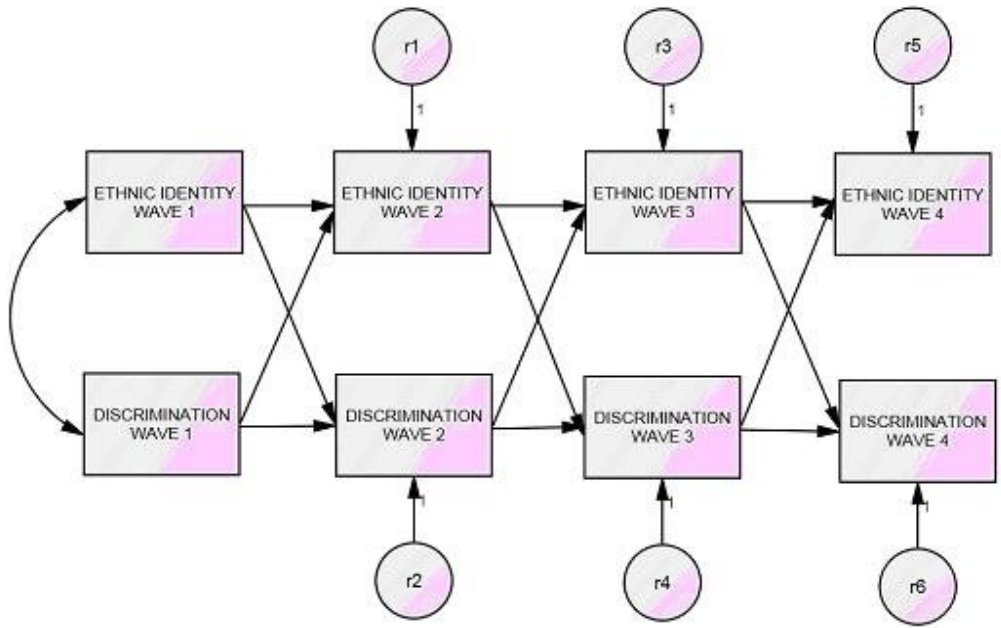 r1
r3
r5
1
1
1
ETHNIC IDENTITY
WAVE 1
ETHNIC IDENTITY
WAVE 2
ETHNIC IDENTITY
WAVE 3
ETHNIC IDENTITY
WAVE 4
DISCRIMINATION
WAVE 1
DISCRIMINATION
WAVE 2
DISCRIMINATION
WAVE 3
DISCRIMINATION
WAVE 4
1
1
1
r2
r4
r6